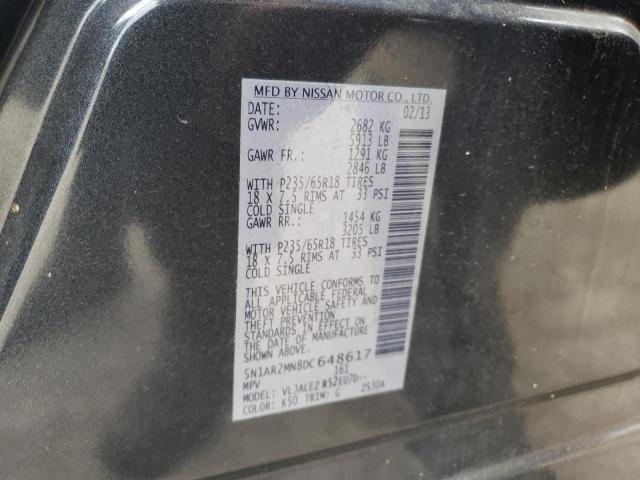 MFD BY NISSAN MOTOR CO., LTD.
DATE: 02/13
GVWR: 2682 KG
5913 LB
GAWR FR.: 1291 KG
2846 LB
WITH P235/65R18 TIRES
18 X 7.5 RIMS AT 33 PSI
COLD SINGLE
GAWR RR.: 1454 KG
3205 LB
WITH P235/65R18 TIRES
18 X 7.5 RIMS AT 33 PSI
COLD SINGLE
THIS VEHICLE CONFORMS TO
ALL APPLICABLE FEDERAL
MOTOR VEHICLE SAFETY AND
THEFT PREVENTION
STANDARDS IN EFFECT ON
THE DATE OF MANUFACTURE
SHOWN ABOVE.
5N1AR2MN8DC648617
161
MPV
MODEL: VLJALEZ R52EU70--
COLOR: K50 TRIM: G 2S30A